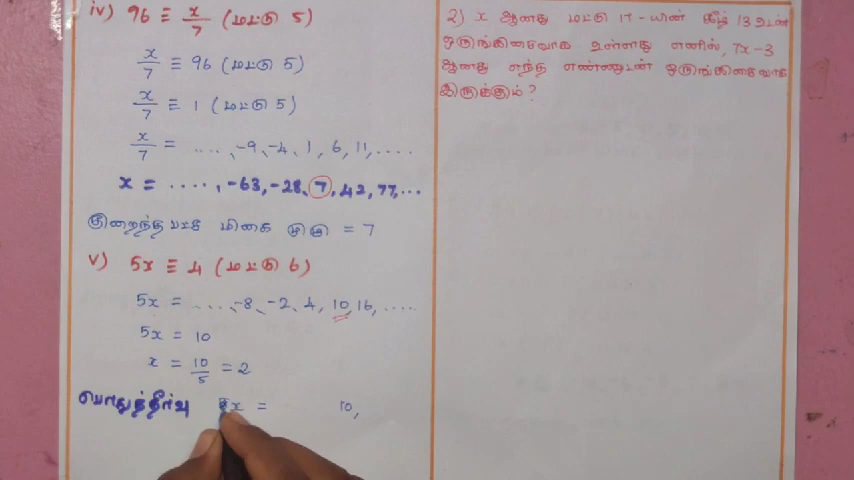 iv) 96 ≡ x/7 (மட்டு 5)
x/7 ≡ 96 (மட்டு 5)
x/7 ≡ 1 (மட்டு 5)
x/7 = ...., -9, -4, 1, 6, 11, ....
x = ...., -63, -28, 7, 42, 77, ...
குறைந்தபட்ச மிகை முழு = 7
v) 5x ≡ 4 (மட்டு 6)
5x = ...., -8, -2, 4, 10, 16, ....
5x = 10
x = 10/5 = 2
பொதுத்தீர்வு 5x = 10,
2) x ஆனது மட்டு 17-யின் கீழ் 13 உடன்
ஒருங்கிசைவாக உள்ளது எனில், 7x-3
ஆனது எந்த எண்ணுடன் ஒருங்கிசைவாக
இருக்கும்?